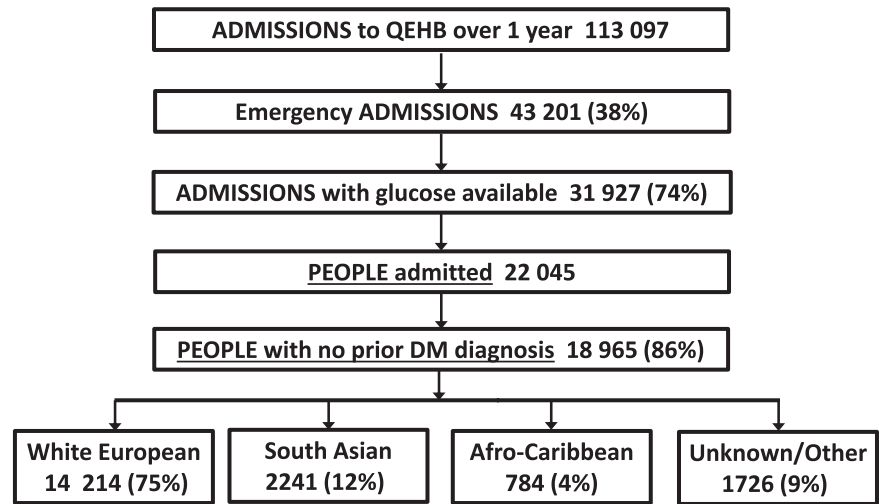 ADMISSIONS to QEHB over 1 year 113 097
Emergency ADMISSIONS 43 201 (38%)
ADMISSIONS with glucose available 31 927 (74%)
PEOPLE admitted 22 045
PEOPLE with no prior DM diagnosis 18 965 (86%)
White European
14 214 (75%)
South Asian
2241 (12%)
Afro-Caribbean
784 (4%)
Unknown/Other
1726 (9%)